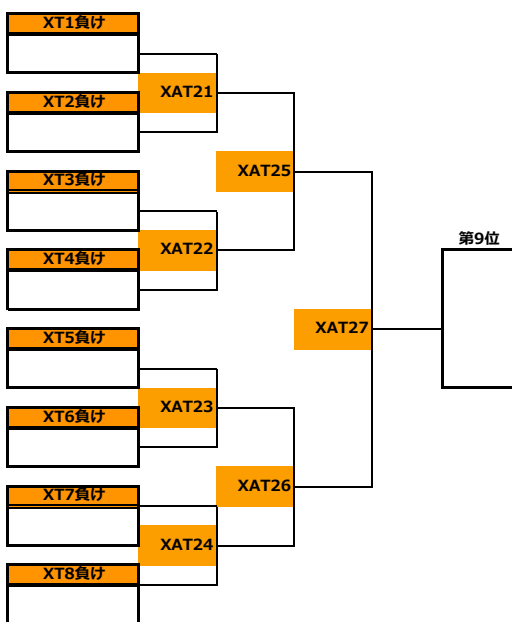 XT1負け
XAT21
XT2負け
XAT25
XT3負け
XAT22
XT4負け
第9位
XAT27
XT5負け
XAT23
XT6負け
XAT26
XT7負け
XAT24
XT8負け